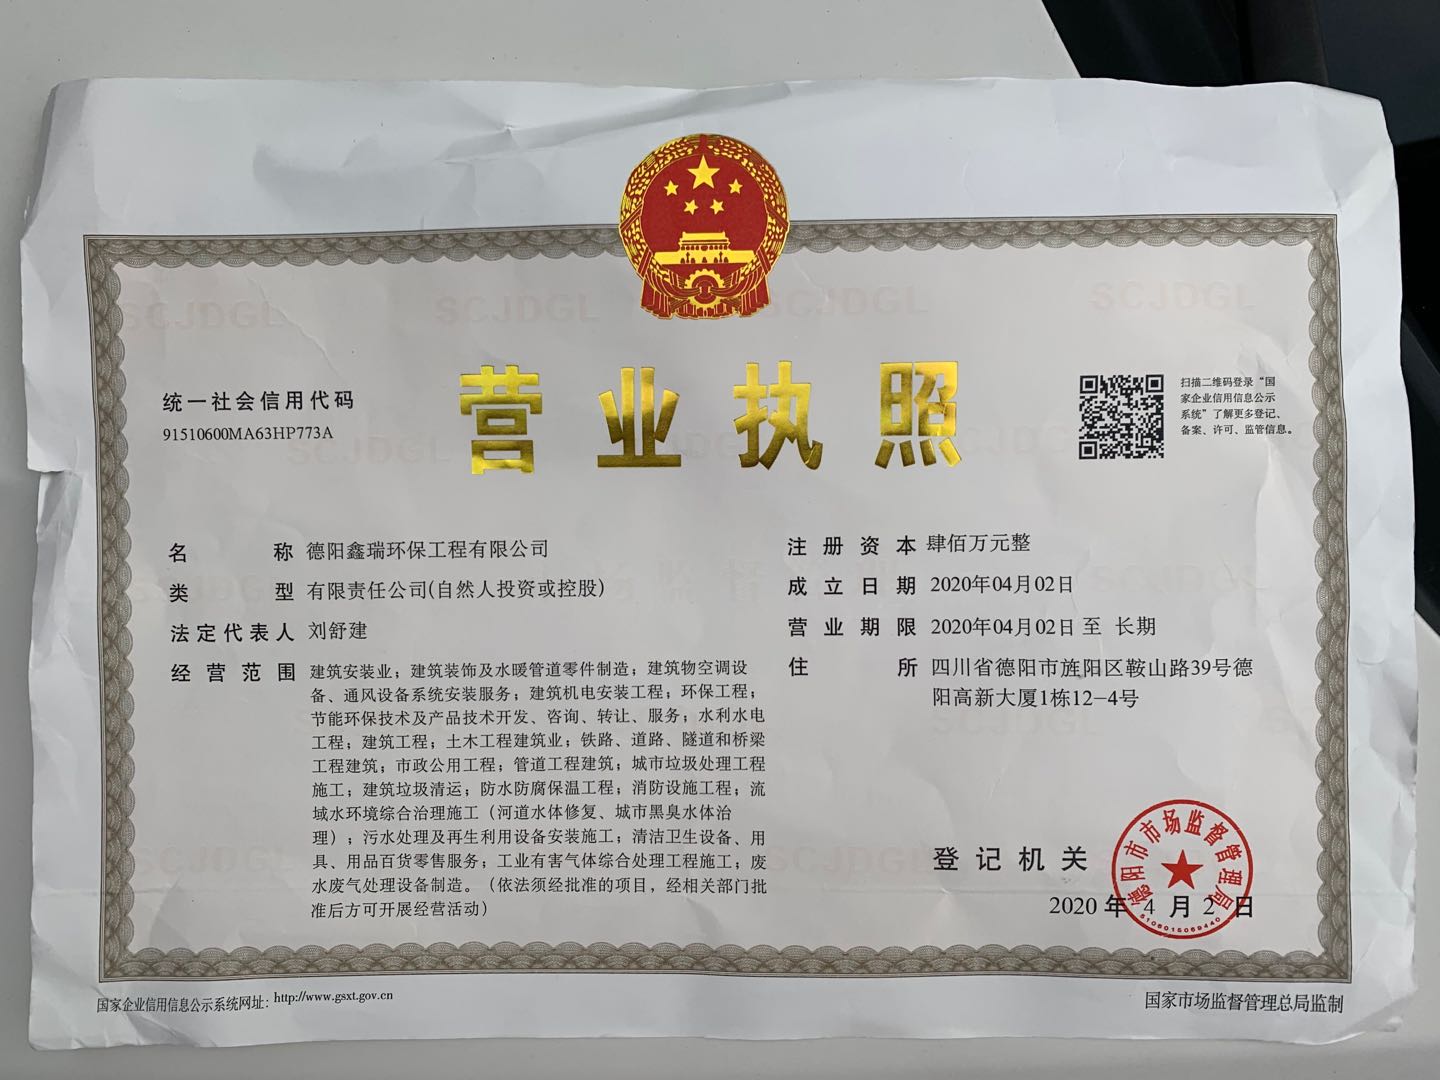 营业执照
统一社会信用代码
91510600MA63HP773A
扫描二维码登录“国
家企业信用信息公示
系统”了解更多登记、
备案、许可、监管信息。
名称 德阳鑫瑞环保工程有限公司
类型 有限责任公司(自然人投资或控股)
法定代表人 刘舒建
经营范围 建筑安装业；建筑装饰及水暖管道零件制造；建筑物空调设
备、通风设备系统安装服务；建筑机电安装工程；环保工程；
节能环保技术及产品技术开发、咨询、转让、服务；水利水电
工程；建筑工程；土木工程建筑业；铁路、道路、隧道和桥梁
工程建筑；市政公用工程；管道工程建筑；城市垃圾处理工程
施工；建筑垃圾清运；防水防腐保温工程；消防设施工程；流
域水环境综合治理施工（河道水体修复、城市黑臭水体治
理）；污水处理及再生利用设备安装施工；清洁卫生设备、用
具、用品百货零售服务；工业有害气体综合处理工程施工；废
水废气处理设备制造。（依法须经批准的项目，经相关部门批
准后方可开展经营活动）
注册资本 肆佰万元整
成立日期 2020年04月02日
营业期限 2020年04月02日 至 长期
住所 四川省德阳市旌阳区鞍山路39号德
阳高新大厦1栋12-4号
登记机关
德阳市市场监督管理局
5106015069440
2020 年 4 月 2 日
国家企业信用信息公示系统网址：http://www.gsxt.gov.cn
国家市场监督管理总局监制